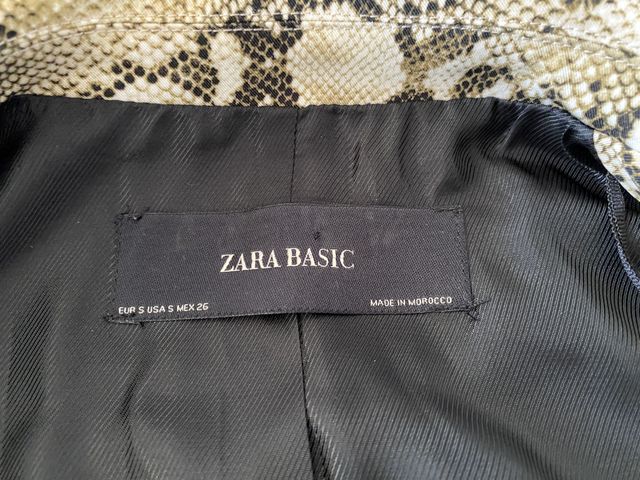 ZARA BASIC
EUR S USA S MEX 26
MADE IN MOROCCO